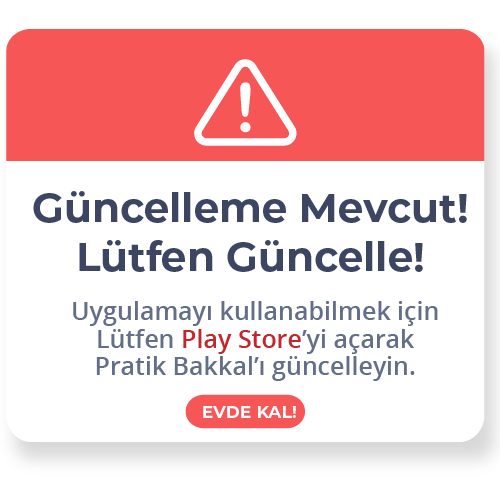 Güncelleme Mevcut!
Lütfen Güncelle!
Uygulamayı kullanabilmek için
Lütfen Play Store’yi açarak
Pratik Bakkal’ı güncelleyin.
EVDE KAL!